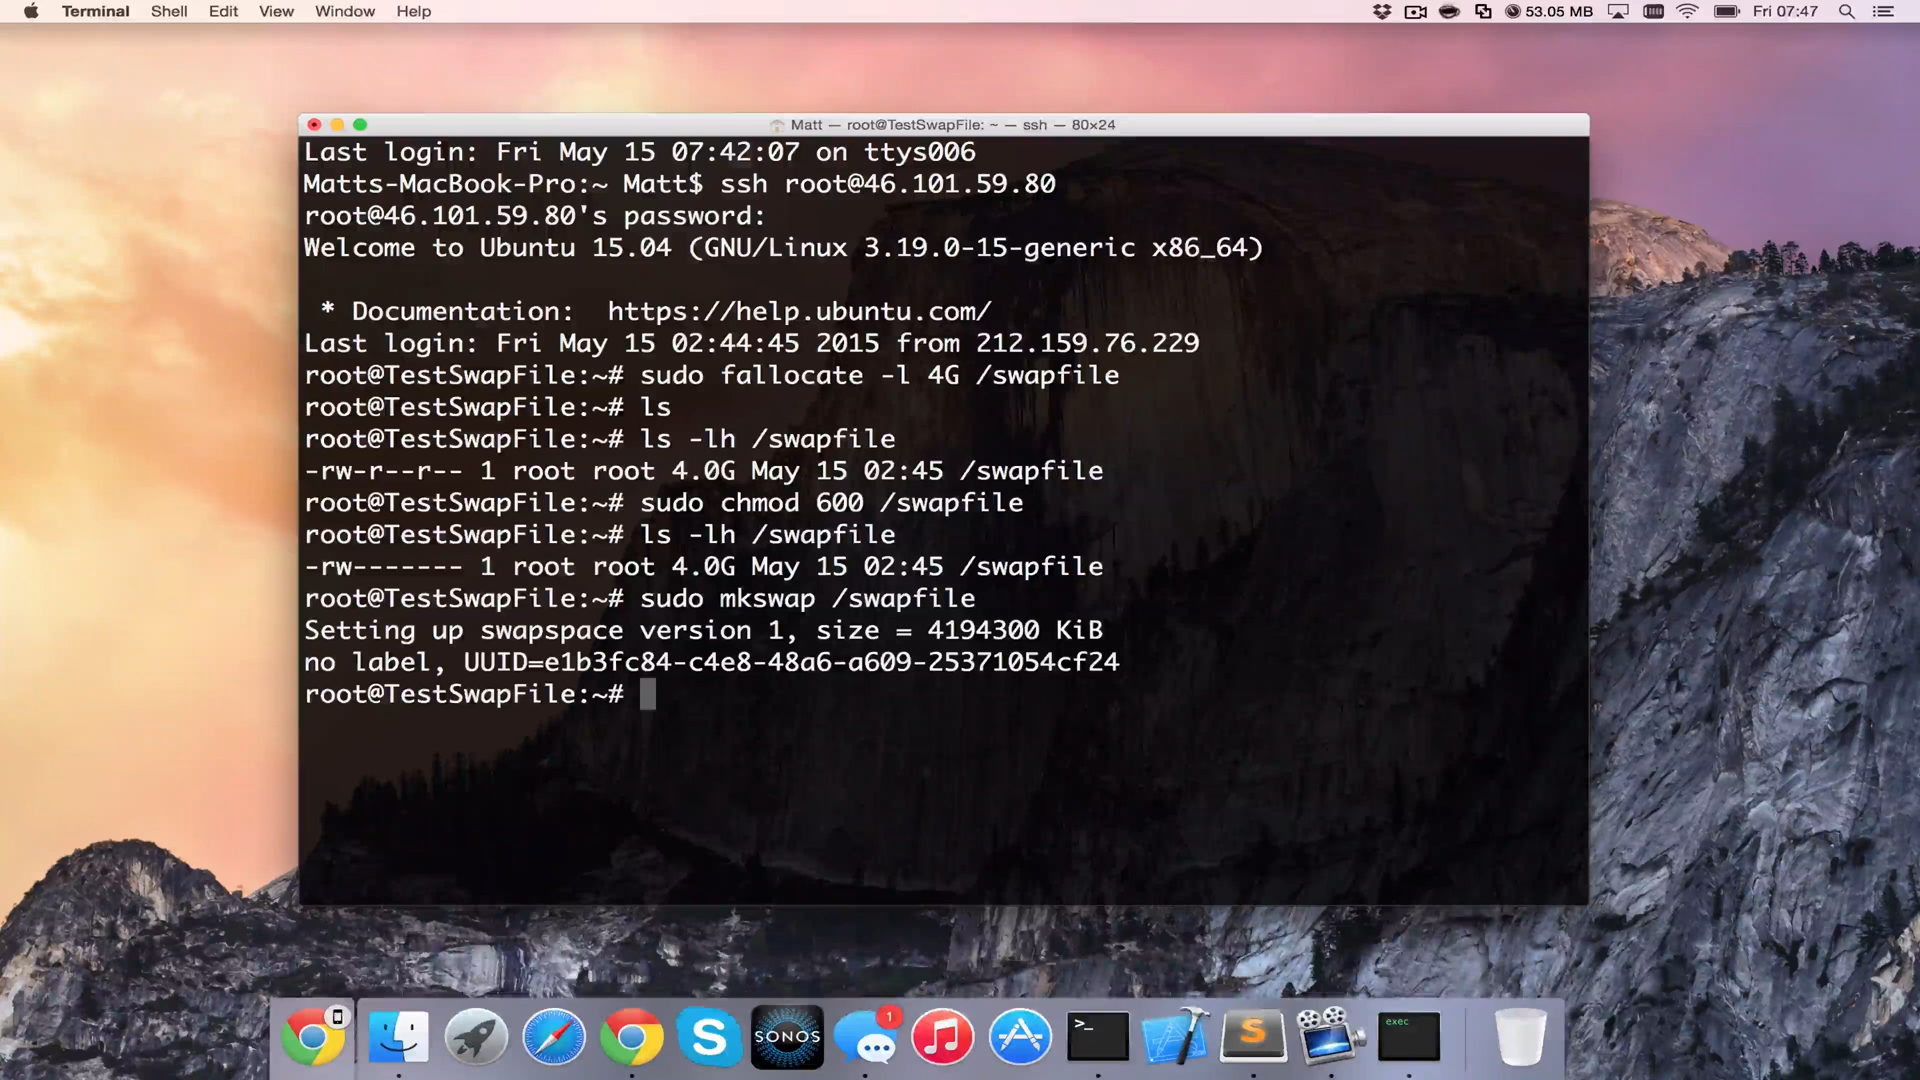 Terminal Shell Edit View Window Help 53.05 MB Fri 07:47
Matt — root@TestSwapFile: ~ — ssh — 80×24
Last login: Fri May 15 07:42:07 on ttys006
Matts-MacBook-Pro:~ Matt$ ssh root@46.101.59.80
root@46.101.59.80's password:
Welcome to Ubuntu 15.04 (GNU/Linux 3.19.0-15-generic x86_64)
* Documentation:  https://help.ubuntu.com/
Last login: Fri May 15 02:44:45 2015 from 212.159.76.229
root@TestSwapFile:~# sudo fallocate -l 4G /swapfile
root@TestSwapFile:~# ls
root@TestSwapFile:~# ls -lh /swapfile
-rw-r--r-- 1 root root 4.0G May 15 02:45 /swapfile
root@TestSwapFile:~# sudo chmod 600 /swapfile
root@TestSwapFile:~# ls -lh /swapfile
-rw------- 1 root root 4.0G May 15 02:45 /swapfile
root@TestSwapFile:~# sudo mkswap /swapfile
Setting up swapspace version 1, size = 4194300 KiB
no label, UUID=e1b3fc84-c4e8-48a6-a609-25371054cf24
root@TestSwapFile:~#
S SONOS 1 >_ S exec